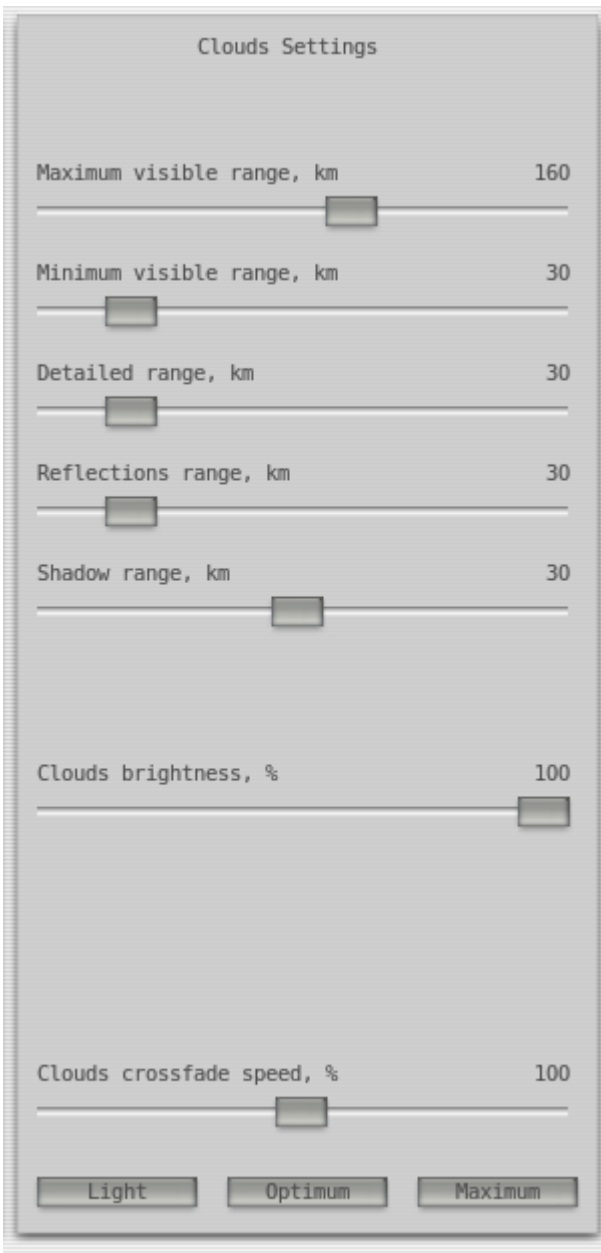 Clouds Settings
Maximum visible range, km 160
Minimum visible range, km 30
Detailed range, km 30
Reflections range, km 30
Shadow range, km 30
Clouds brightness, % 100
Clouds crossfade speed, % 100
Light Optimum Maximum